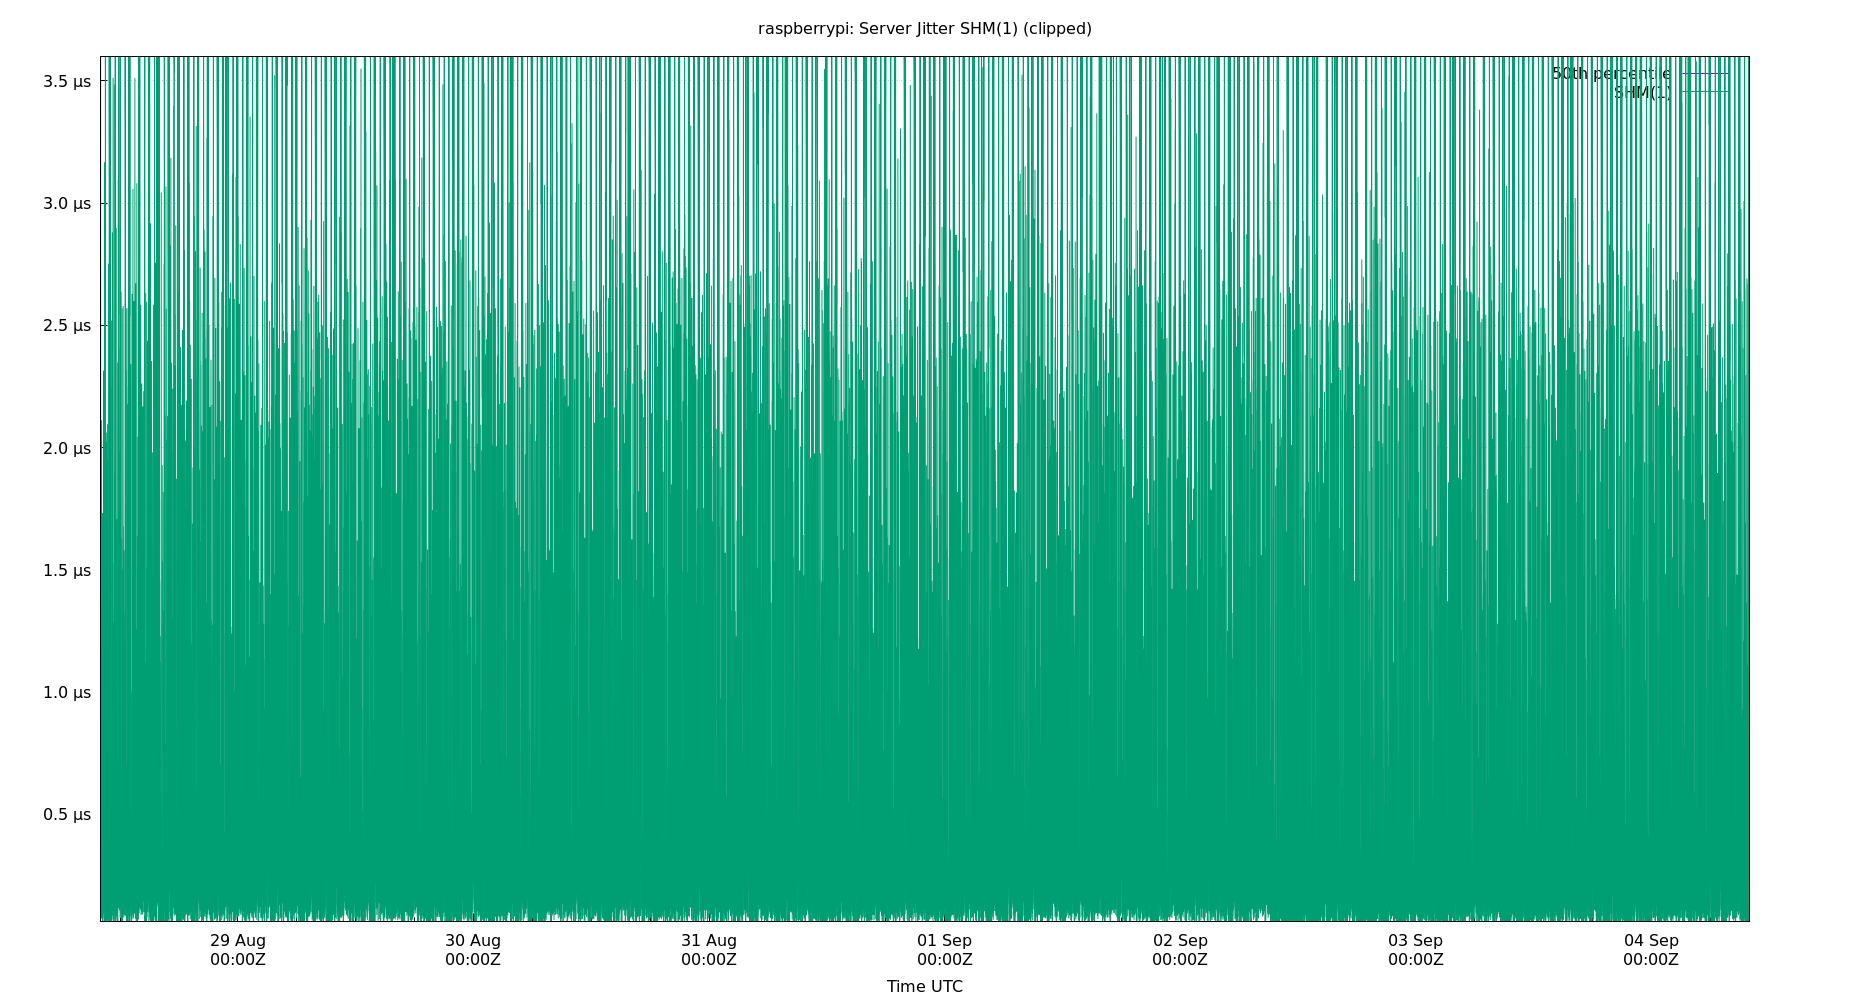 raspberrypi: Server Jitter SHM(1) (clipped)
3.5 µs
50th percentile
SHM(1)
3.0 µs
2.5 µs
2.0 µs
1.5 µs
1.0 µs
0.5 µs
29 Aug 30 Aug 31 Aug 01 Sep 02 Sep 03 Sep 04 Sep
00:00Z 00:00Z 00:00Z 00:00Z 00:00Z 00:00Z 00:00Z
Time UTC